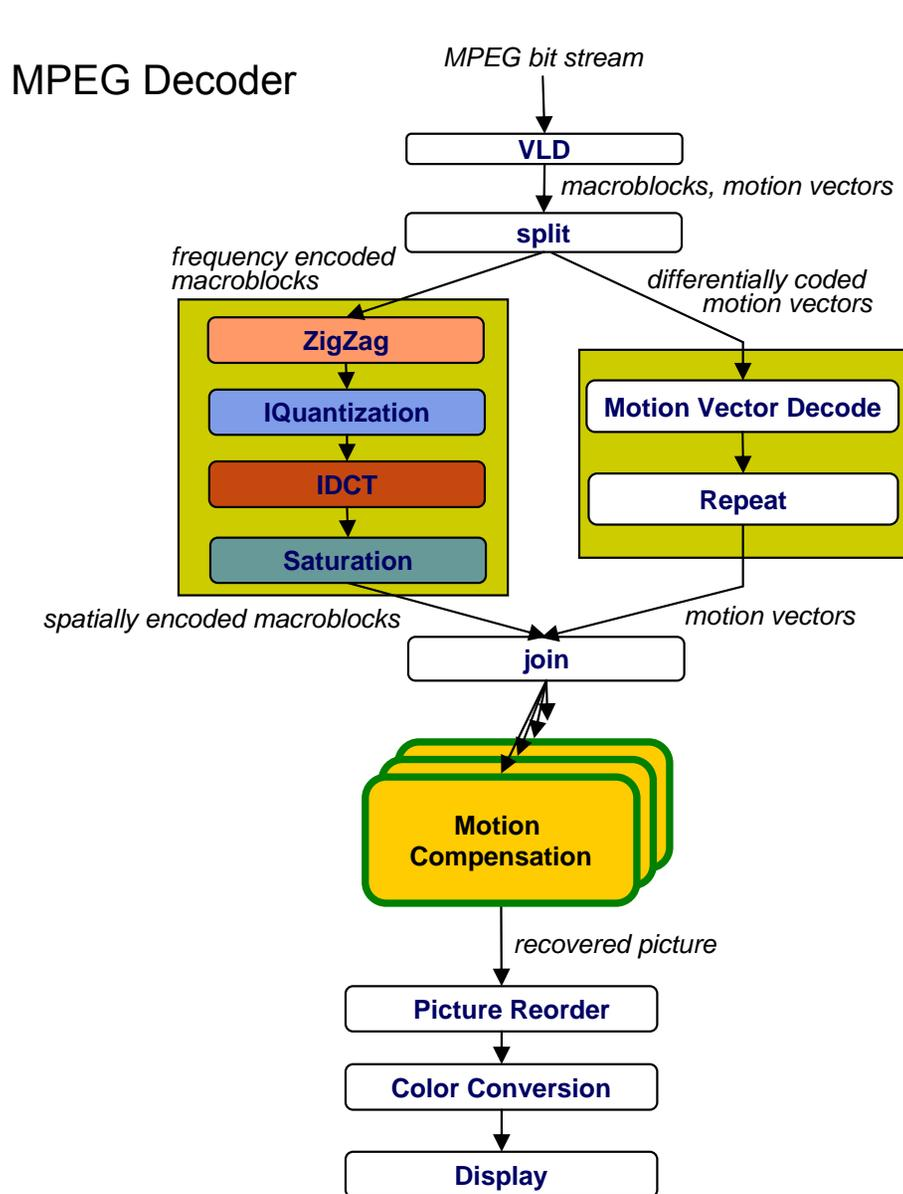 MPEG Decoder
MPEG bit stream
VLD
macroblocks, motion vectors
split
frequency encoded
macroblocks
differentially coded
motion vectors
ZigZag
IQuantization
IDCT
Saturation
Motion Vector Decode
Repeat
spatially encoded macroblocks
motion vectors
join
Motion
Compensation
recovered picture
Picture Reorder
Color Conversion
Display